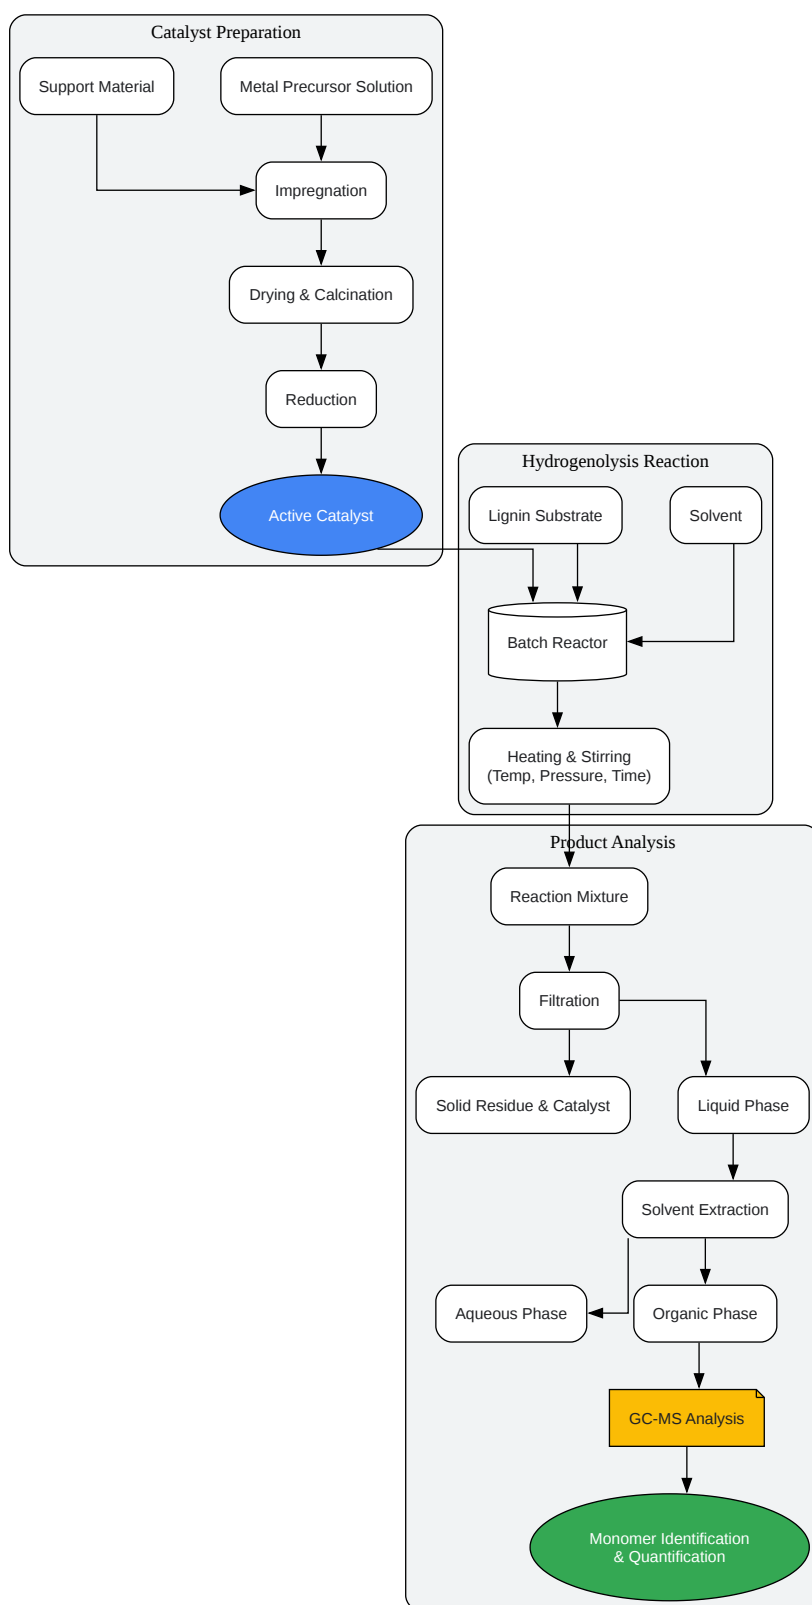 Catalyst Preparation
Support Material
Metal Precursor Solution
Impregnation
Drying & Calcination
Reduction
Active Catalyst
Hydrogenolysis Reaction
Lignin Substrate
Solvent
Batch Reactor
Heating & Stirring
(Temp, Pressure, Time)
Product Analysis
Reaction Mixture
Filtration
Solid Residue & Catalyst
Liquid Phase
Solvent Extraction
Aqueous Phase
Organic Phase
GC-MS Analysis
Monomer Identification
& Quantification